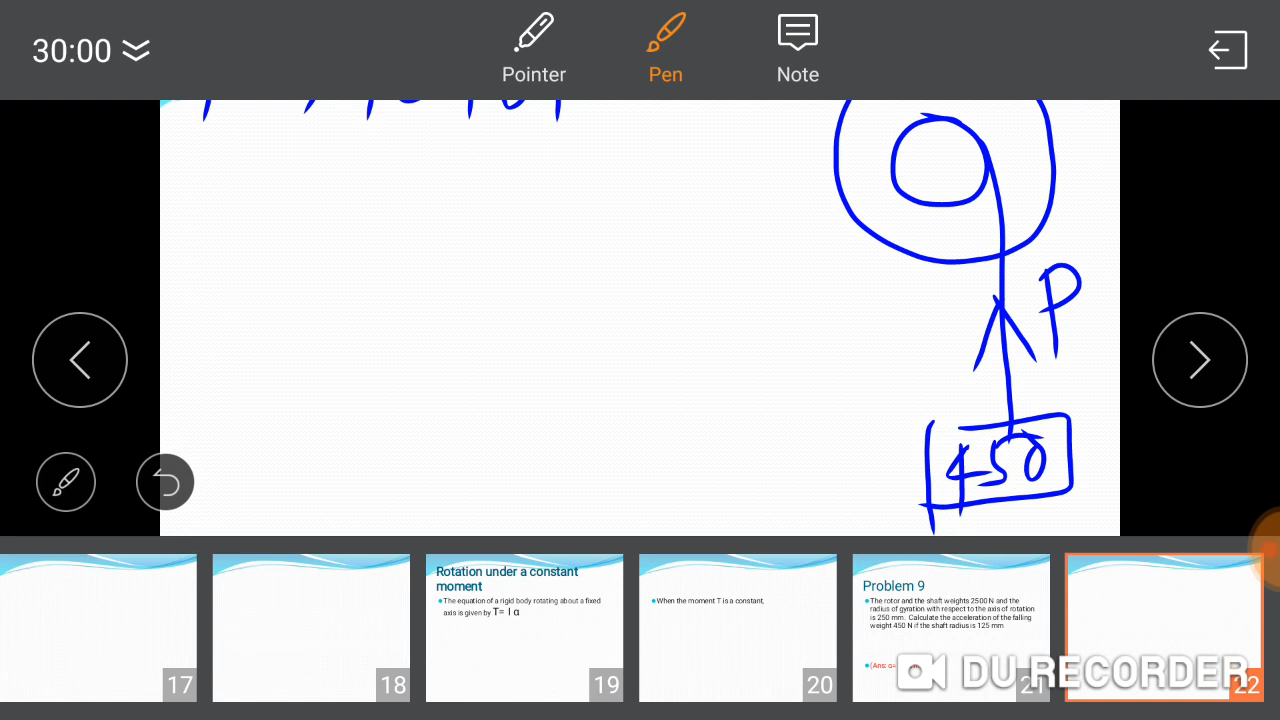 30:00
Pointer
Pen
Note
P
450
17
18
Rotation under a constant
moment
The equation of a rigid body rotating about a fixed
axis is given by T= I α
19
When the moment T is a constant,
20
Problem 9
The rotor and the shaft weights 2500 N and the
radius of gyration with respect to the axis of rotation
is 250 mm. Calculate the acceleration of the falling
weight 450 N if the shaft radius is 125 mm
(Ans:
21
22
DU RECORDER